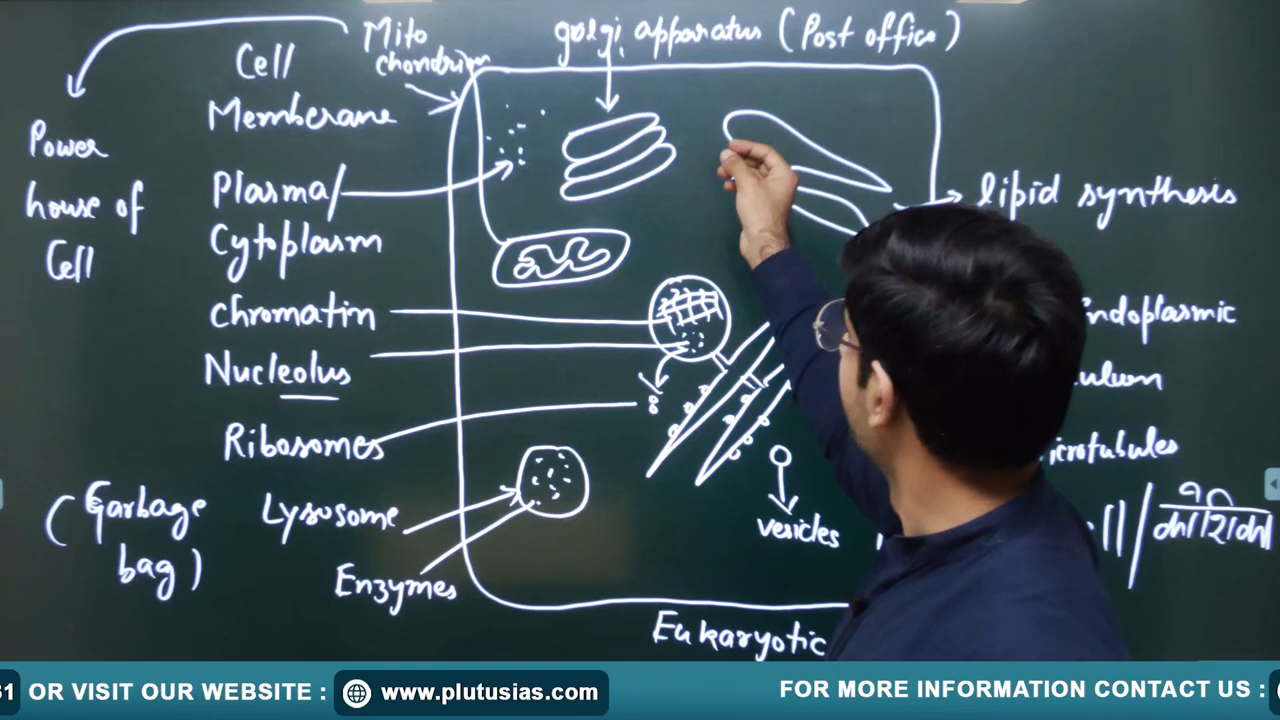 golgi apparatus (Post office)
Mito
chondrion
Cell
Membrane
Power
house of
Cell
Plasma/
Cytoplasm
lipid synthesis
chromatin
ndoplasmic
Nucleolus
ulum
Ribosomes
icrotubules
(Garbage
bag)
Lysosome
vesicles
Enzymes
Eukaryotic
OR VISIT OUR WEBSITE :
www.plutusias.com
FOR MORE INFORMATION CONTACT US :